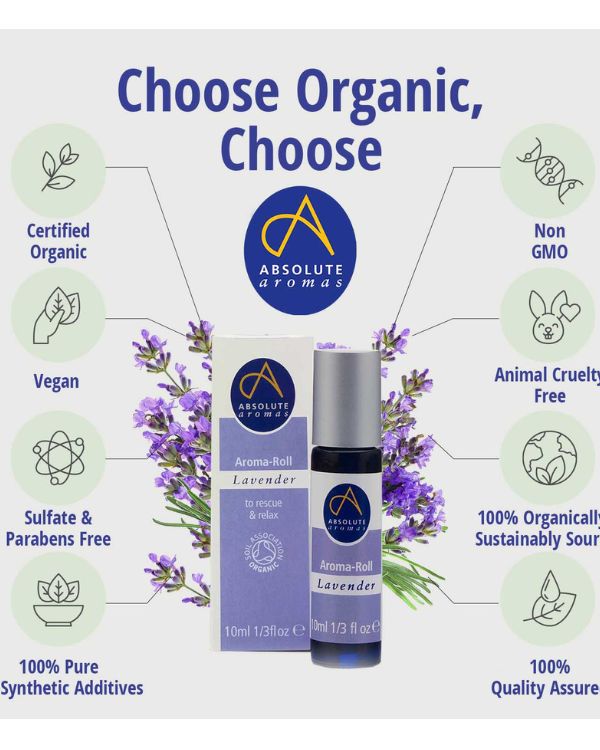 Choose Organic,
Choose
ABSOLUTE
aromas
Certified
Organic
Non
GMO
Vegan
Animal Cruelty
Free
Sulfate &
Parabens Free
100% Organically
Sustainably Sour
100% Pure
Synthetic Additives
100%
Quality Assure
ABSOLUTE
aromas
Aroma-Roll
Lavender
to rescue
& relax
SOIL ASSOCIATION
ORGANIC
10ml 1/3floz e
ABSOLUTE
aromas
Aroma-Roll
Lavender
10ml 1/3 fl oz e